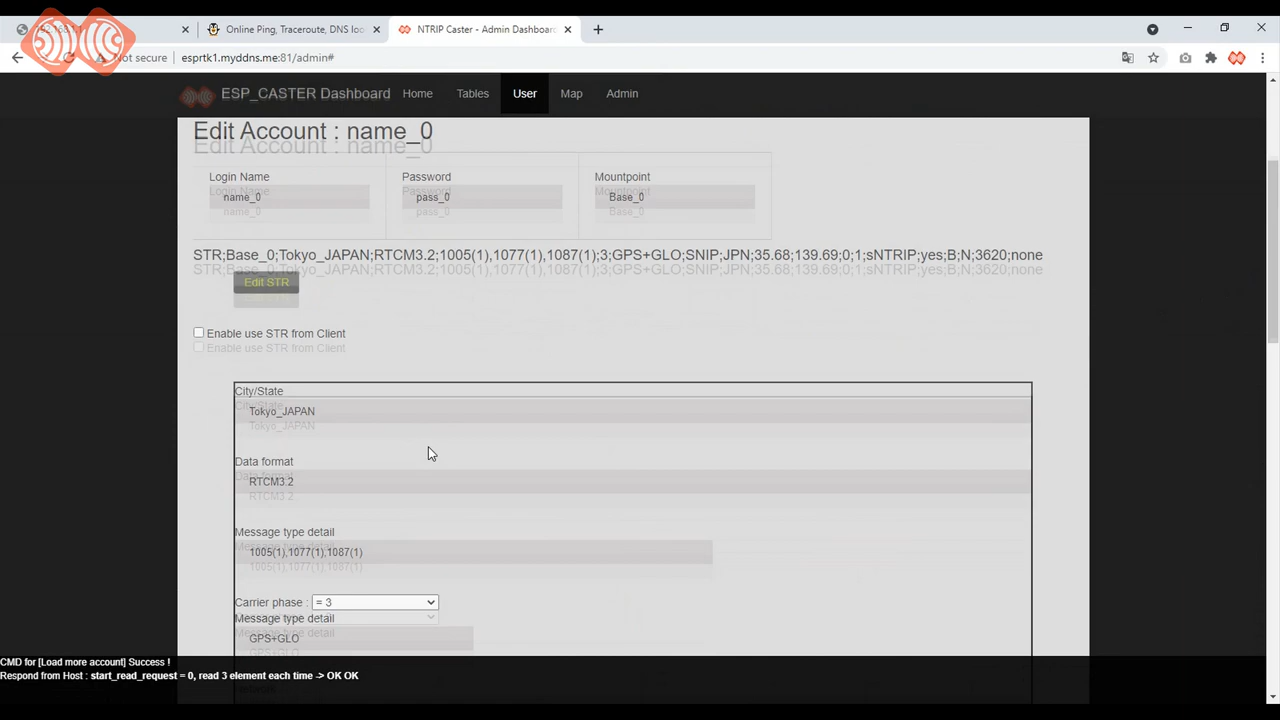 Online Ping, Traceroute, DNS loo
NTRIP Caster - Admin Dashboard
Not secure
esprtk1.myddns.me:81/admin#
ESP_CASTER Dashboard
Home
Tables
User
Map
Admin
Edit Account : name_0
Login Name
Password
Mountpoint
name_0
pass_0
Base_0
STR;Base_0;Tokyo_JAPAN;RTCM3.2;1005(1),1077(1),1087(1);3;GPS+GLO;SNIP;JPN;35.68;139.69;0;1;sNTRIP;yes;B;N;3620;none
Edit STR
Enable use STR from Client
City/State
Tokyo_JAPAN
Data format
RTCM3.2
Message type detail
1005(1),1077(1),1087(1)
Carrier phase : = 3
Message type detail
GPS+GLO
CMD for [Load more account] Success !
Respond from Host : start_read_request = 0, read 3 element each time -> OK OK